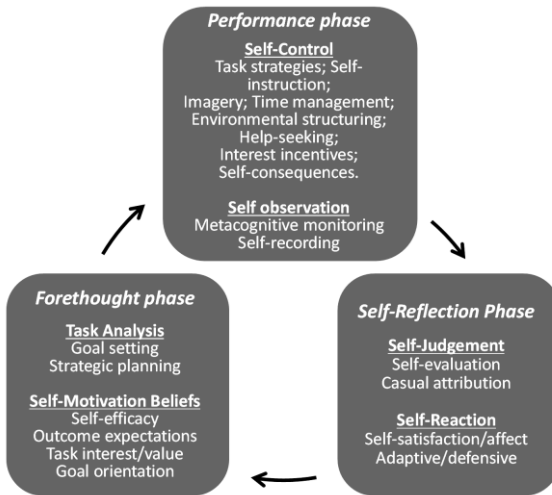 Performance phase
Self-Control
Task strategies; Self-
instruction;
Imagery; Time management;
Environmental structuring;
Help-seeking;
Interest incentives;
Self-consequences.
Self observation
Metacognitive monitoring
Self-recording
Forethought phase
Task Analysis
Goal setting
Strategic planning
Self-Motivation Beliefs
Self-efficacy
Outcome expectations
Task interest/value
Goal orientation
Self-Reflection Phase
Self-Judgement
Self-evaluation
Casual attribution
Self-Reaction
Self-satisfaction/affect
Adaptive/defensive